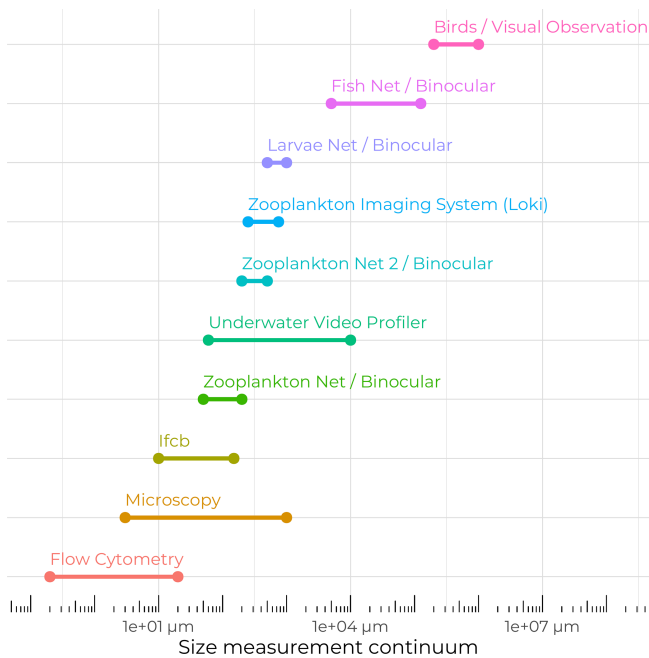 Birds / Visual Observation
Fish Net / Binocular
Larvae Net / Binocular
Zooplankton Imaging System (Loki)
Zooplankton Net 2 / Binocular
Underwater Video Profiler
Zooplankton Net / Binocular
Ifcb
Microscopy
Flow Cytometry
1e+01 µm 1e+04 µm 1e+07 µm
Size measurement continuum